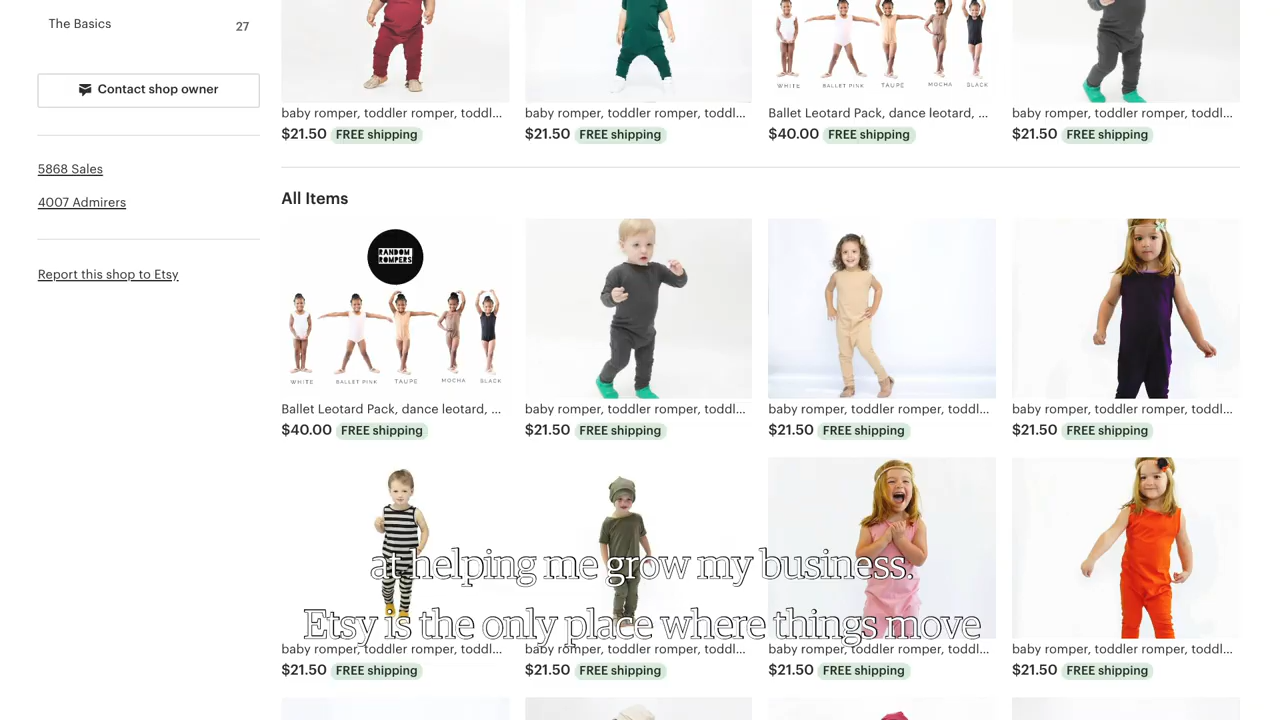 The Basics
27
Contact shop owner
5868 Sales
4007 Admirers
Report this shop to Etsy
WHITE BALLET PINK TAUPE MOCHA BLACK
baby romper, toddler romper, toddl...
$21.50 FREE shipping
baby romper, toddler romper, toddl...
$21.50 FREE shipping
Ballet Leotard Pack, dance leotard, ...
$40.00 FREE shipping
baby romper, toddler romper, toddl...
$21.50 FREE shipping
All Items
RANDOM
ROMPERS
WHITE BALLET PINK TAUPE MOCHA BLACK
Ballet Leotard Pack, dance leotard, ...
$40.00 FREE shipping
baby romper, toddler romper, toddl...
$21.50 FREE shipping
baby romper, toddler romper, toddl...
$21.50 FREE shipping
baby romper, toddler romper, toddl...
$21.50 FREE shipping
at helping me grow my business.
Etsy is the only place where things move
baby romper, toddler romper, toddl...
$21.50 FREE shipping
baby romper, toddler romper, toddl...
$21.50 FREE shipping
baby romper, toddler romper, toddl...
$21.50 FREE shipping
baby romper, toddler romper, toddl...
$21.50 FREE shipping